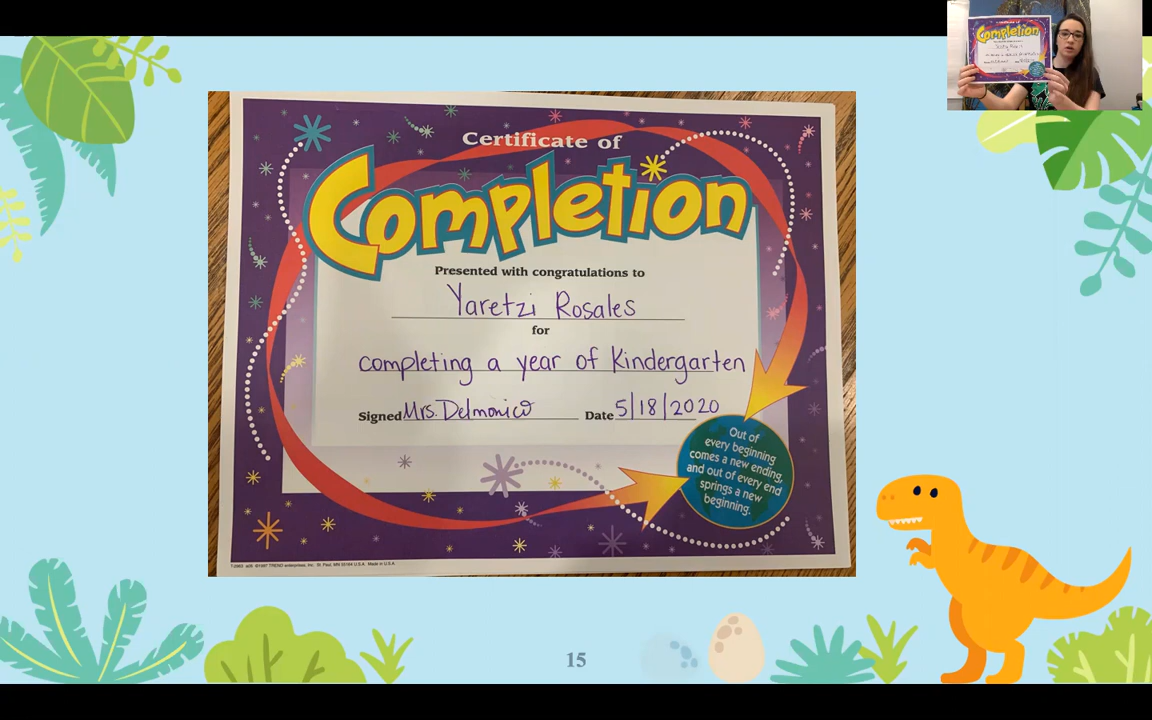 Certificate of
Completion
Presented with congratulations to
Yaretzi Rosales
for
completing a year of Kindergarten
Signed Mrs. Delmonico Date 5/18/2020
Out of
every beginning
comes a new ending,
and out of every end
springs a new
beginning.
15
Completion